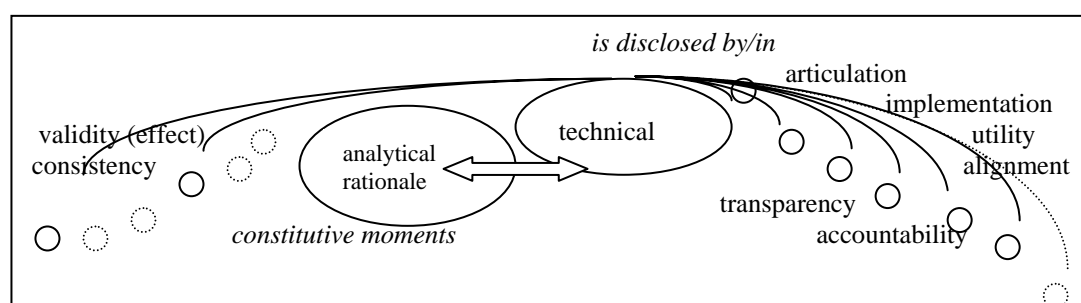 is disclosed by/in
articulation
implementation
validity (effect)
technical
utility
consistency
analytical
rationale
alignment
transparency
constitutive moments
accountability